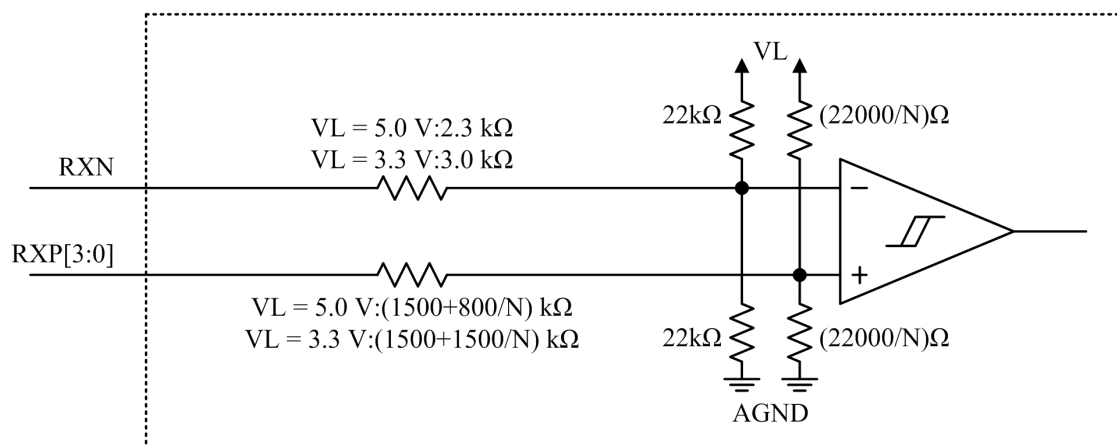 VL
22kΩ
(22000/N)Ω
VL = 5.0 V:2.3 kΩ
VL = 3.3 V:3.0 kΩ
RXN
−
RXP[3:0]
+
VL = 5.0 V:(1500+800/N) kΩ
VL = 3.3 V:(1500+1500/N) kΩ
22kΩ
(22000/N)Ω
AGND